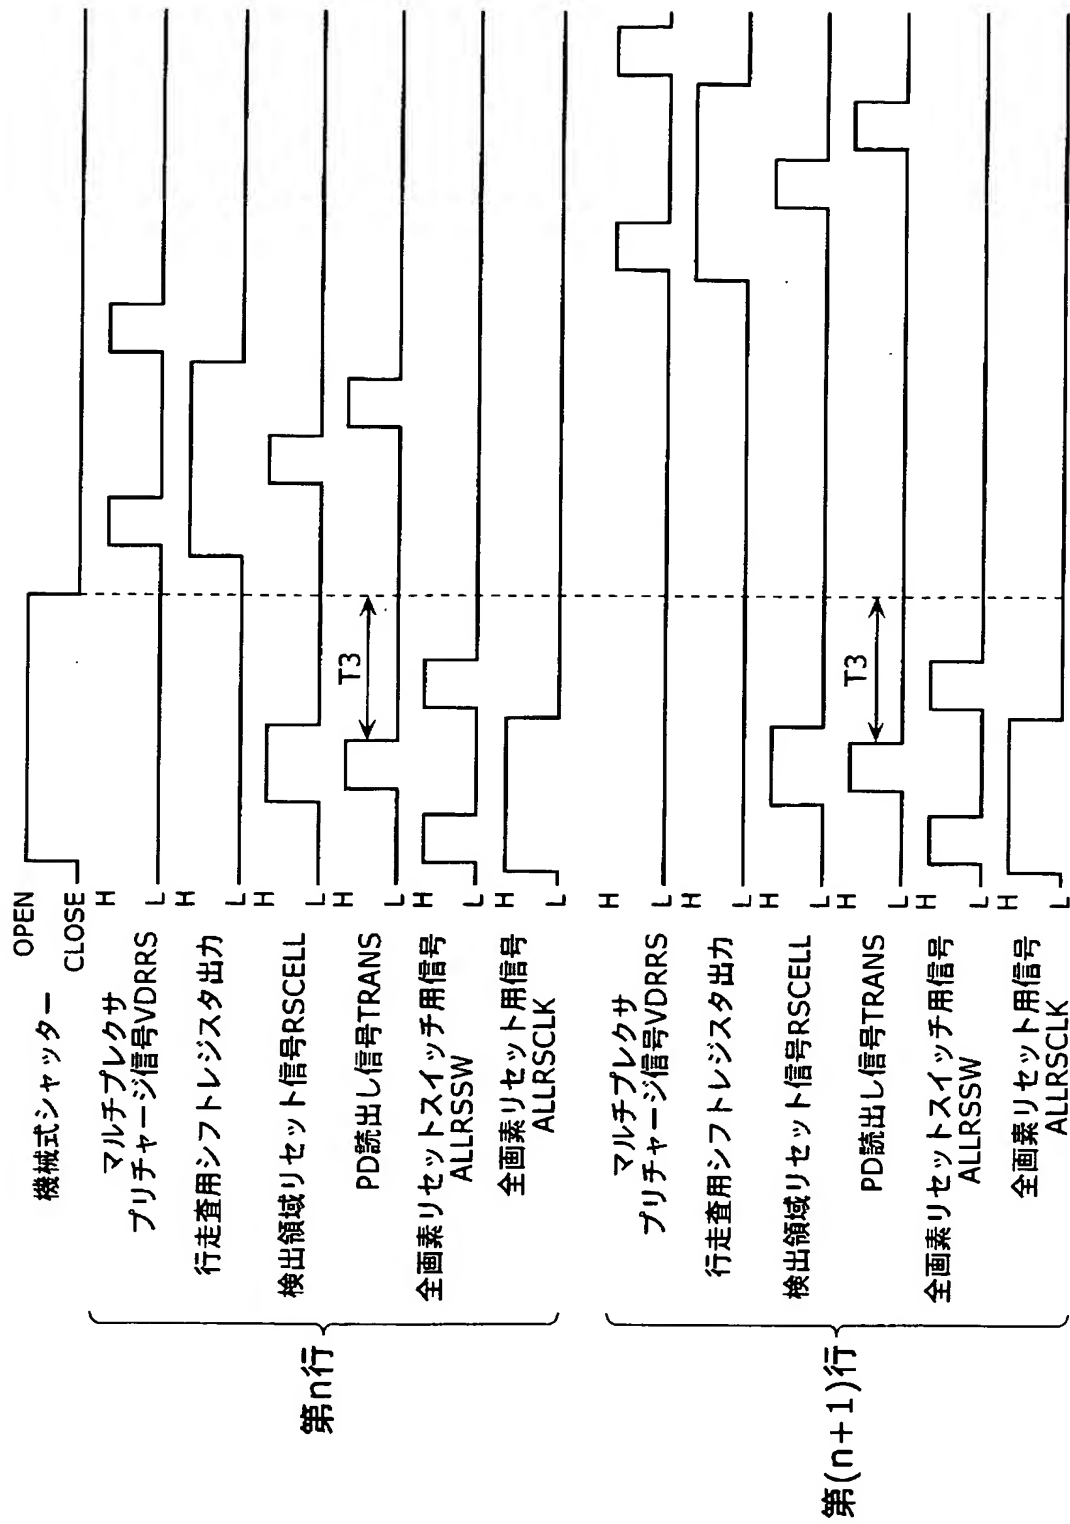 機械式シャッター
OPEN
CLOSE
第n行
マルチプレクサ
プリチャージ信号VDRRS
H
L
行走査用シフトレジスタ出力
H
L
検出領域リセット信号RSCELL
H
L
PD読出し信号TRANS
H
L
T3
全画素リセットスイッチ用信号
ALLRSSW
H
L
全画素リセット用信号
ALLRSCLK
H
L
第(n+1)行
マルチプレクサ
プリチャージ信号VDRRS
H
L
行走査用シフトレジスタ出力
H
L
検出領域リセット信号RSCELL
H
L
PD読出し信号TRANS
H
L
T3
全画素リセットスイッチ用信号
ALLRSSW
H
L
全画素リセット用信号
ALLRSCLK
H
L